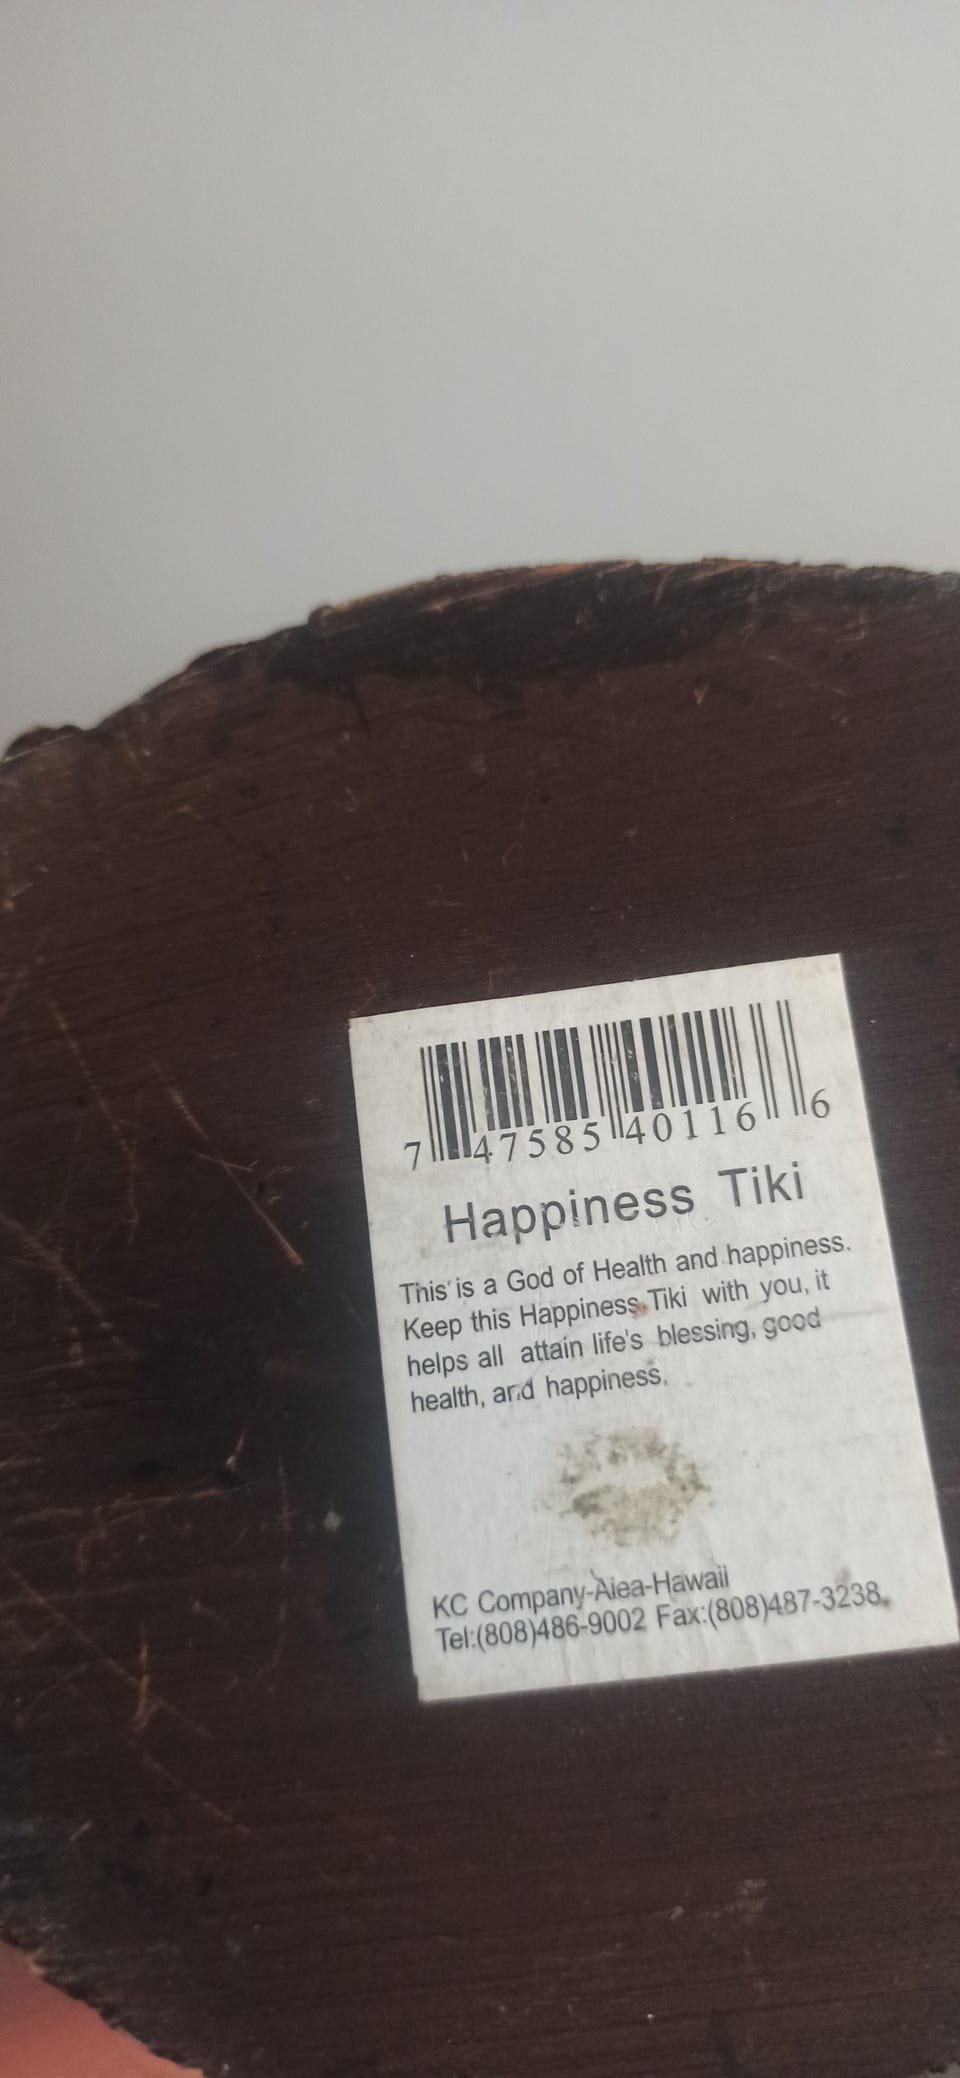 7 47585 40116 6
Happiness Tiki
This is a God of Health and happiness.
Keep this Happiness Tiki with you, it
helps all attain life's blessing, good
health, and happiness.
KC Company-Aiea-Hawaii
Tel:(808)486-9002 Fax:(808)487-3238